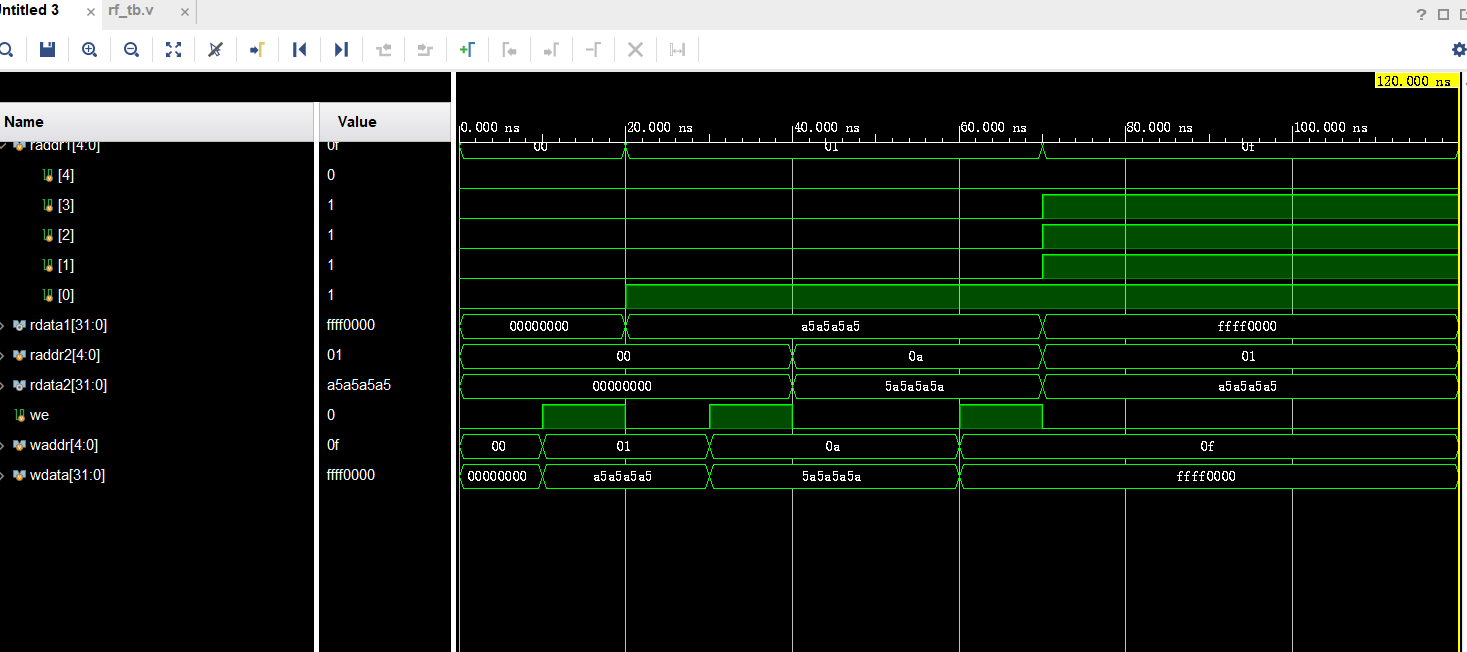 Untitled 3 × rf_tb.v × ?
120.000 ns
Name Value
0.000 ns 20.000 ns 40.000 ns 60.000 ns 80.000 ns 100.000 ns
raddr1[4:0] 0f 00 01 0f
[4] 0
[3] 1
[2] 1
[1] 1
[0] 1
rdata1[31:0] ffff0000 00000000 a5a5a5a5 ffff0000
raddr2[4:0] 01 00 0a 01
rdata2[31:0] a5a5a5a5 00000000 5a5a5a5a a5a5a5a5
we 0
waddr[4:0] 0f 00 01 0a 0f
wdata[31:0] ffff0000 00000000 a5a5a5a5 5a5a5a5a ffff0000